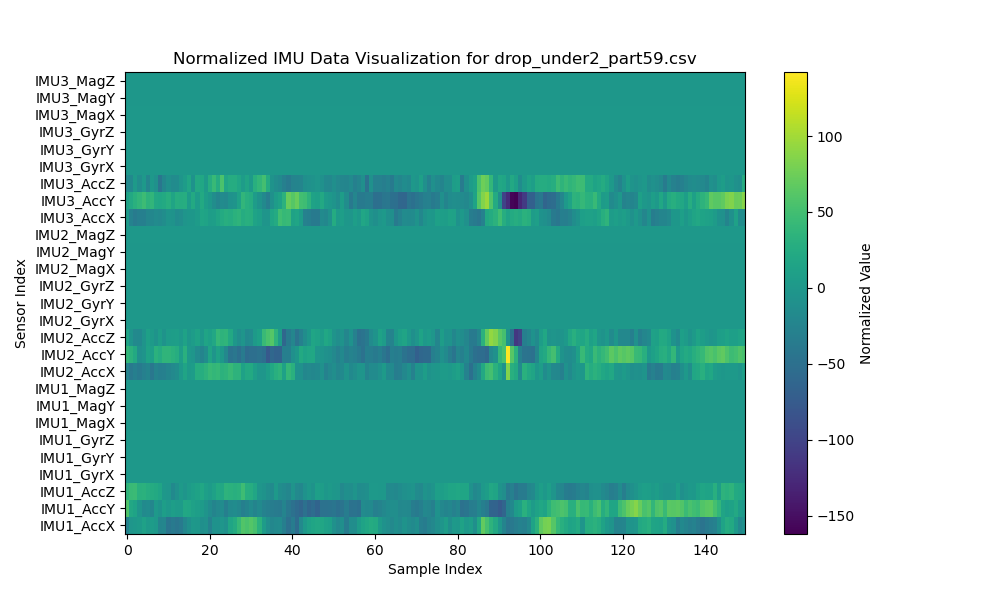 Normalized IMU Data Visualization for drop_under2_part59.csv
IMU3_MagZ
IMU3_MagY
IMU3_MagX
IMU3_GyrZ
IMU3_GyrY
IMU3_GyrX
IMU3_AccZ
IMU3_AccY
IMU3_AccX
IMU2_MagZ
IMU2_MagY
IMU2_MagX
IMU2_GyrZ
IMU2_GyrY
IMU2_GyrX
IMU2_AccZ
IMU2_AccY
IMU2_AccX
IMU1_MagZ
IMU1_MagY
IMU1_MagX
IMU1_GyrZ
IMU1_GyrY
IMU1_GyrX
IMU1_AccZ
IMU1_AccY
IMU1_AccX
Sensor Index
0 20 40 60 80 100 120 140
Sample Index
100
50
0
−50
−100
−150
Normalized Value